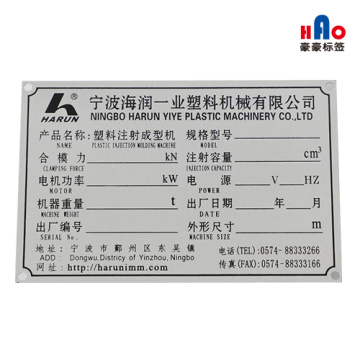 HAO
豪豪标签
HARUN
宁波海润一业塑料机械有限公司
NINGBO HARUN YIYE PLASTIC MACHINERY CO.,LTD
产品名称: 塑料注射成型机 规格型号
NAME PLASTIC INJECTION MOLDING MACHINE MODEL
合模力 kN 注射容量 cm³
CLAMPING FORCE INJECTION CAPACITY
电机功率 kW 电源 V HZ
MOTOR POWER
机器重量 t 出厂日期 年 月
MACHINE WEIGHT DATE
出厂编号 外形尺寸 m
SERIAL NO. MACHINE SIZE
地址: 宁波市鄞州区东吴镇 电话(TEL):0574-88333266
ADD: Dongwu,Districy of Yinzhou, Ningbo
网址: http://harunimm.com 传真(FAX):0574-88333166